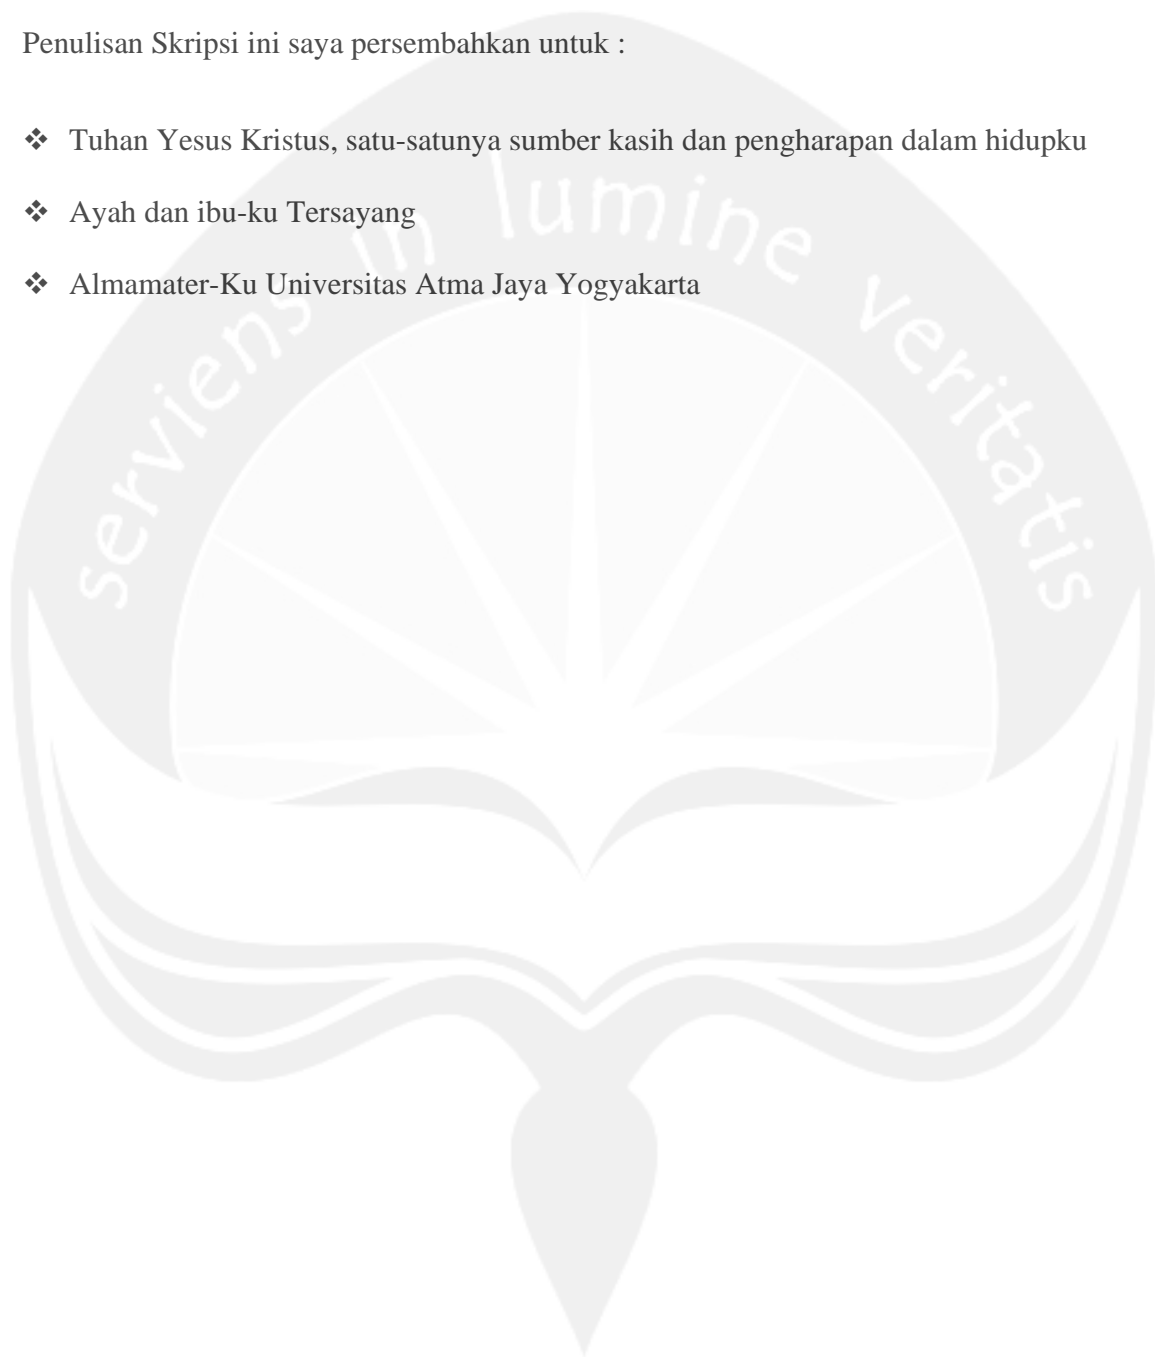 Penulisan Skripsi ini saya persembahkan untuk :
❖ Tuhan Yesus Kristus, satu-satunya sumber kasih dan pengharapan dalam hidupku
❖ Ayah dan ibu-ku Tersayang
❖ Almamater-Ku Universitas Atma Jaya Yogyakarta
serviens in lumine veritatis